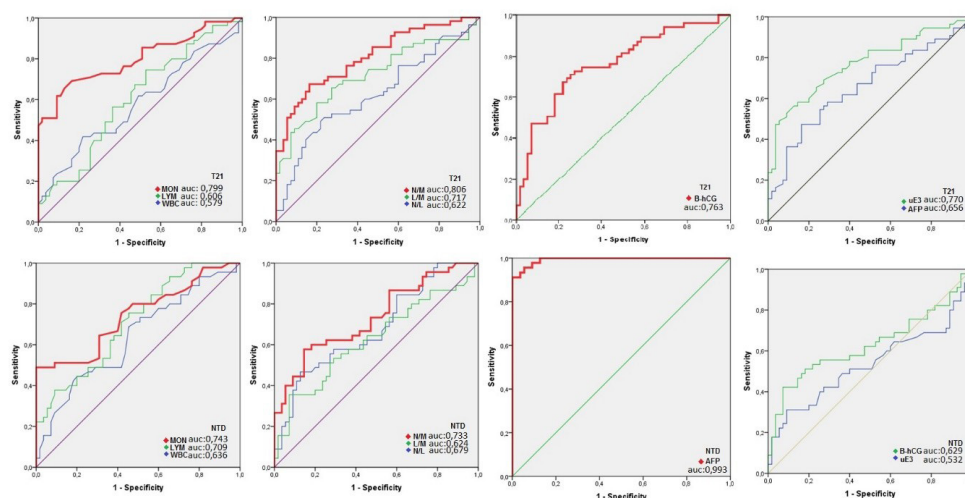 1,0
0,8
0,6
0,4
0,2
0,0
Sensitivity
T21
MON auc:0,799
LYM auc:0,606
WBC auc:0,579
0,0 0,2 0,4 0,6 0,8 1,0
1 - Specificity
1,0
0,8
0,6
0,4
0,2
0,0
Sensitivity
T21
N/M auc:0,806
L/M auc:0,717
N/L auc:0,622
0,0 0,2 0,4 0,6 0,8 1,0
1 - Specificity
1,0
0,8
0,6
0,4
0,2
0,0
Sensitivity
T21
B-hCG
auc:0,763
0,0 0,2 0,4 0,6 0,8 1,0
1 - Specificity
1,0
0,8
0,6
0,4
0,2
0,0
Sensitivity
T21
uE3 auc:0,770
AFP auc:0,656
0,0 0,2 0,4 0,6 0,8 1,0
1 - Specificity
1,0
0,8
0,6
0,4
0,2
0,0
Sensitivity
NTD
MON auc:0,743
LYM auc:0,709
WBC auc:0,636
0,0 0,2 0,4 0,6 0,8 1,0
1 - Specificity
1,0
0,8
0,6
0,4
0,2
0,0
Sensitivity
NTD
N/M auc:0,733
L/M auc:0,624
N/L auc:0,679
0,0 0,2 0,4 0,6 0,8 1,0
1 - Specificity
1,0
0,8
0,6
0,4
0,2
0,0
Sensitivity
NTD
AFP
auc:0,993
0,0 0,2 0,4 0,6 0,8 1,0
1 - Specificity
1,0
0,8
0,6
0,4
0,2
0,0
Sensitivity
NTD
B-hCG auc:0,629
uE3 auc:0,532
0,0 0,2 0,4 0,6 0,8 1,0
1 - Specificity